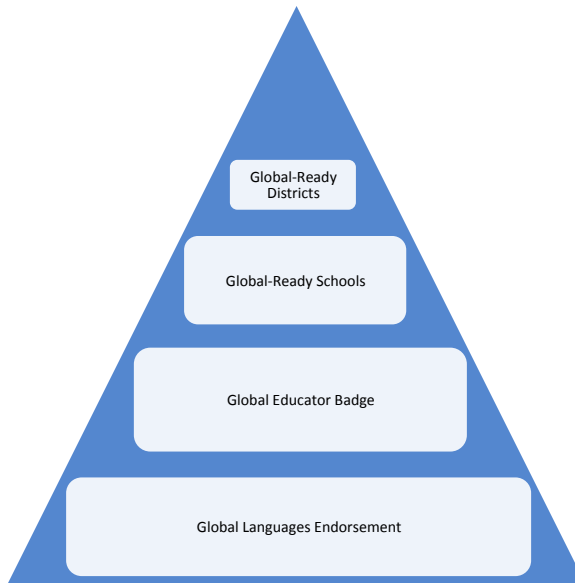 Global-Ready
Districts
Global-Ready Schools
Global Educator Badge
Global Languages Endorsement